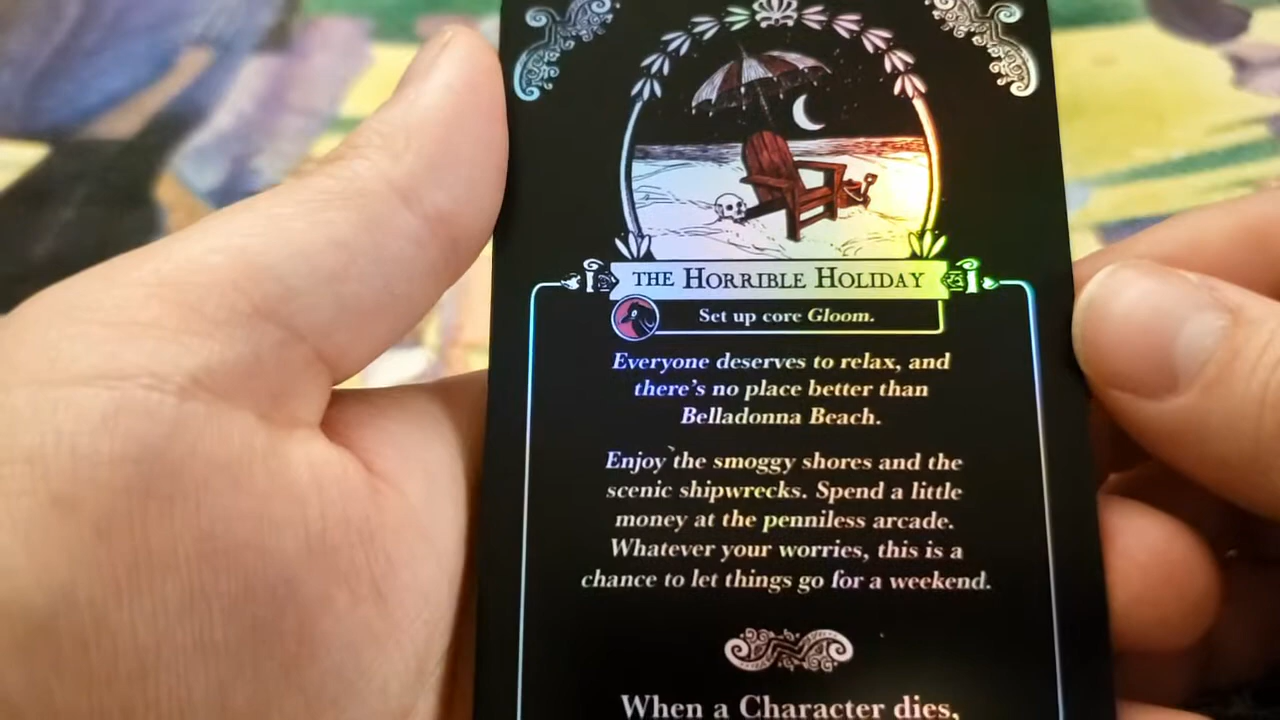 THE HORRIBLE HOLIDAY
Set up core Gloom.
Everyone deserves to relax, and
there's no place better than
Belladonna Beach.
Enjoy the smoggy shores and the
scenic shipwrecks. Spend a little
money at the penniless arcade.
Whatever your worries, this is a
chance to let things go for a weekend.
When a Character dies,